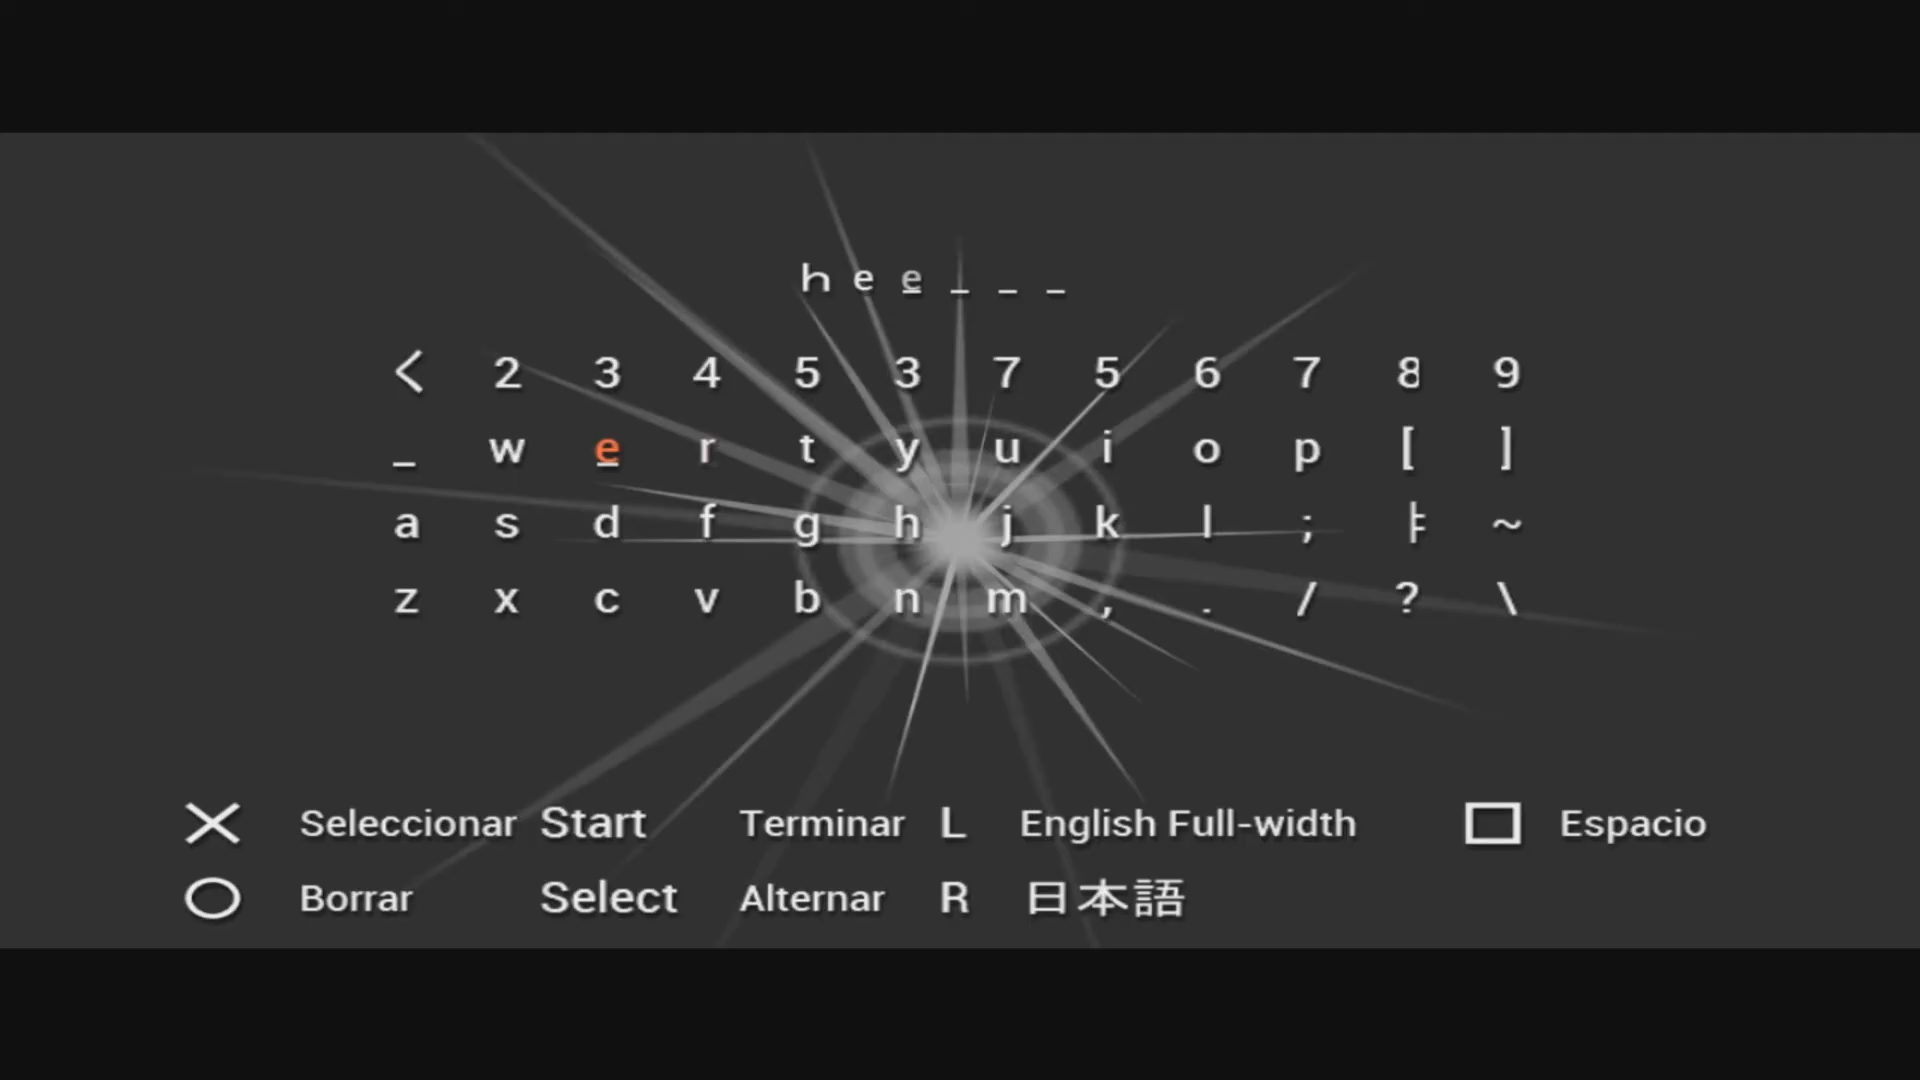 hee___
< 2 3 4 5 3 7 5 6 7 8 9
_ w e r t y u i o p [ ]
a s d f g h j k l ; ~
z x c v b n m , . / ? \
Seleccionar Start Terminar L English Full-width Espacio
Borrar Select Alternar R 日本語